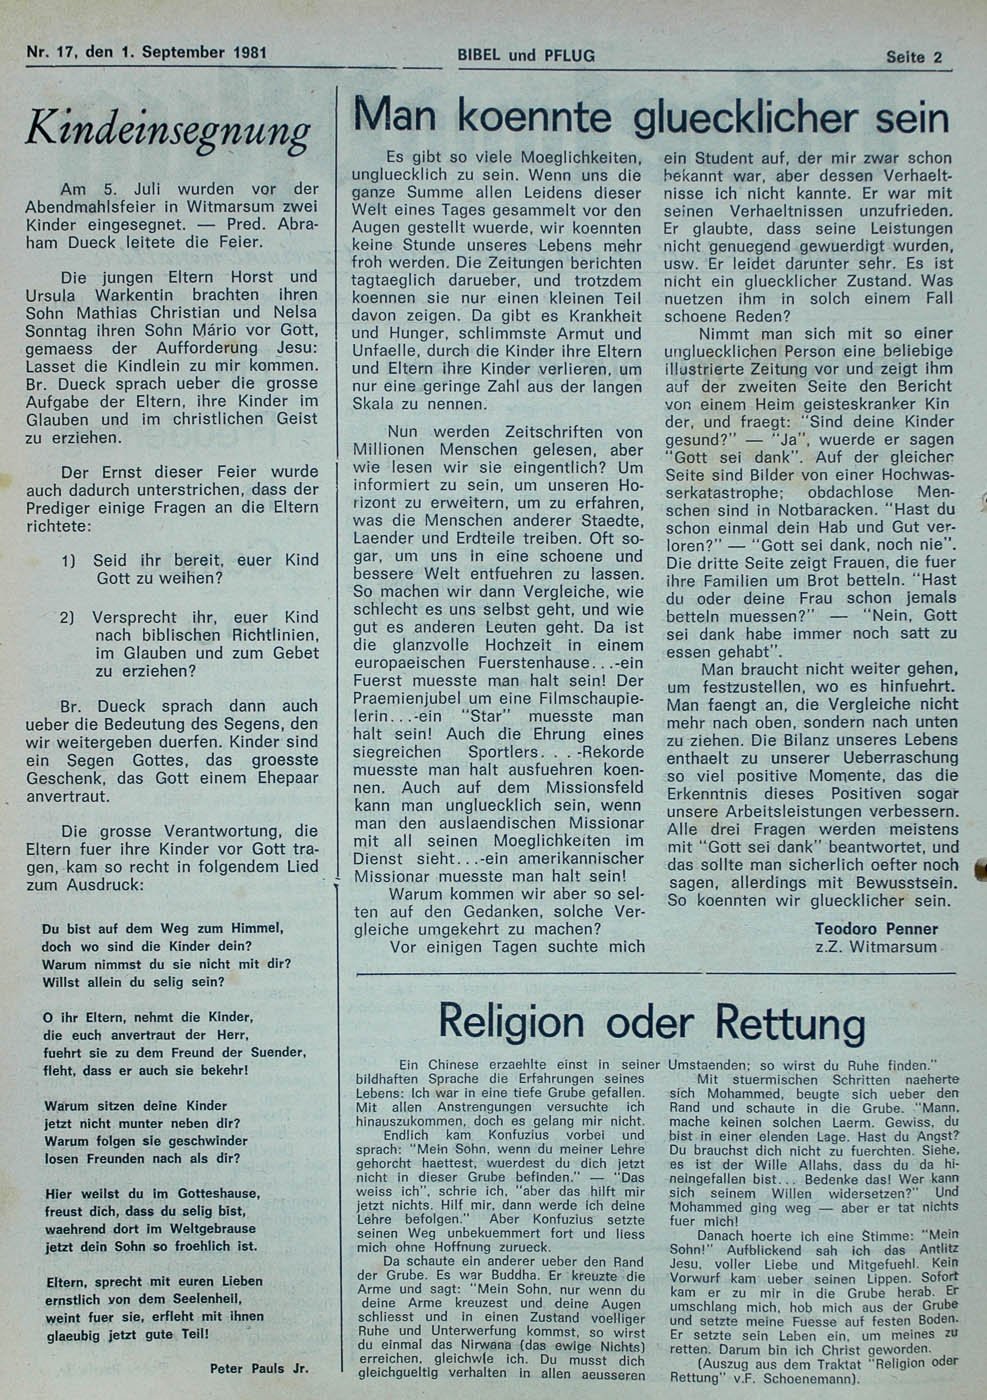 Nr. 17, den 1. September 1981
BIBEL und PFLUG
Seite 2
Kindeinsegnung
Am 5. Juli wurden vor der
Abendmahlsfeier in Witmarsum zwei
Kinder eingesegnet. — Pred. Abra-
ham Dueck leitete die Feier.
Die jungen Eltern Horst und
Ursula Warkentin brachten ihren
Sohn Mathias Christian und Nelsa
Sonntag ihren Sohn Mário vor Gott,
gemaess der Aufforderung Jesu:
Lasset die Kindlein zu mir kommen.
Br. Dueck sprach ueber die grosse
Aufgabe der Eltern, ihre Kinder im
Glauben und im christlichen Geist
zu erziehen.
Der Ernst dieser Feier wurde
auch dadurch unterstrichen, dass der
Prediger einige Fragen an die Eltern
richtete:
1) Seid ihr bereit, euer Kind
Gott zu weihen?
2) Versprecht ihr, euer Kind
nach biblischen Richtlinien,
im Glauben und zum Gebet
zu erziehen?
Br. Dueck sprach dann auch
ueber die Bedeutung des Segens, den
wir weitergeben duerfen. Kinder sind
ein Segen Gottes, das groesste
Geschenk, das Gott einem Ehepaar
anvertraut.
Die grosse Verantwortung, die
Eltern fuer ihre Kinder vor Gott tra-
gen, kam so recht in folgendem Lied
zum Ausdruck:
Du bist auf dem Weg zum Himmel,
doch wo sind die Kinder dein?
Warum nimmst du sie nicht mit dir?
Willst allein du selig sein?
O ihr Eltern, nehmt die Kinder,
die euch anvertraut der Herr,
fuehrt sie zu dem Freund der Suender,
fleht, dass er auch sie bekehr!
Warum sitzen deine Kinder
jetzt nicht munter neben dir?
Warum folgen sie geschwinder
losen Freunden nach als dir?
Hier weilst du im Gotteshause,
freust dich, dass du selig bist,
waehrend dort im Weltgebrause
jetzt dein Sohn so froehlich ist.
Eltern, sprecht mit euren Lieben
ernstlich von dem Seelenheil,
weint fuer sie, erfleht mit ihnen
glaeubig jetzt gute Teil!
Peter Pauls Jr.
Man koennte gluecklicher sein
Es gibt so viele Moeglichkeiten,
ungluecklich zu sein. Wenn uns die
ganze Summe allen Leidens dieser
Welt eines Tages gesammelt vor den
Augen gestellt wuerde, wir koennten
keine Stunde unseres Lebens mehr
froh werden. Die Zeitungen berichten
tagtaeglich darueber, und trotzdem
koennen sie nur einen kleinen Teil
davon zeigen. Da gibt es Krankheit
und Hunger, schlimmste Armut und
Unfaelle, durch die Kinder ihre Eltern
und Eltern ihre Kinder verlieren, um
nur eine geringe Zahl aus der langen
Skala zu nennen.
Nun werden Zeitschriften von
Millionen Menschen gelesen, aber
wie lesen wir sie eingentlich? Um
informiert zu sein, um unseren Ho-
rizont zu erweitern, um zu erfahren,
was die Menschen anderer Staedte,
Laender und Erdteile treiben. Oft so-
gar, um uns in eine schoene und
bessere Welt entfuehren zu lassen.
So machen wir dann Vergleiche, wie
schlecht es uns selbst geht, und wie
gut es anderen Leuten geht. Da ist
die glanzvolle Hochzeit in einem
europaeischen Fuerstenhause...-ein
Fuerst muesste man halt sein! Der
Praemienjubel um eine Filmschaupie-
lerin...-ein "Star" muesste man
halt sein! Auch die Ehrung eines
siegreichen Sportlers. . . .-Rekorde
muesste man halt ausfuehren koen-
nen. Auch auf dem Missionsfeld
kann man ungluecklich sein, wenn
man den auslaendischen Missionar
mit all seinen Moeglichkeiten im
Dienst sieht...-ein amerikannischer
Missionar muesste man halt sein!
Warum kommen wir aber so sel-
ten auf den Gedanken, solche Ver-
gleiche umgekehrt zu machen?
Vor einigen Tagen suchte mich
ein Student auf, der mir zwar schon
bekannt war, aber dessen Verhaelt-
nisse ich nicht kannte. Er war mit
seinen Verhaeltnissen unzufrieden.
Er glaubte, dass seine Leistungen
nicht genuegend gewuerdigt wurden,
usw. Er leidet darunter sehr. Es ist
nicht ein gluecklicher Zustand. Was
nuetzen ihm in solch einem Fall
schoene Reden?
Nimmt man sich mit so einer
ungluecklichen Person eine beliebige
illustrierte Zeitung vor und zeigt ihm
auf der zweiten Seite den Bericht
von einem Heim geisteskranker Kin
der, und fraegt: "Sind deine Kinder
gesund?" — "Ja", wuerde er sagen
"Gott sei dank". Auf der gleicher
Seite sind Bilder von einer Hochwas-
serkatastrophe; obdachlose Men-
schen sind in Notbaracken. "Hast du
schon einmal dein Hab und Gut ver-
loren?" — "Gott sei dank, noch nie".
Die dritte Seite zeigt Frauen, die fuer
ihre Familien um Brot betteln. "Hast
du oder deine Frau schon jemals
betteln muessen?" — "Nein, Gott
sei dank habe immer noch satt zu
essen gehabt".
Man braucht nicht weiter gehen,
um festzustellen, wo es hinfuehrt.
Man faengt an, die Vergleiche nicht
mehr nach oben, sondern nach unten
zu ziehen. Die Bilanz unseres Lebens
enthaelt zu unserer Ueberraschung
so viel positive Momente, das die
Erkenntnis dieses Positiven sogar
unsere Arbeitsleistungen verbessern.
Alle drei Fragen werden meistens
mit "Gott sei dank" beantwortet, und
das sollte man sicherlich oefter noch
sagen, allerdings mit Bewusstsein.
So koennten wir gluecklicher sein.
Teodoro Penner
z.Z. Witmarsum
Religion oder Rettung
Ein Chinese erzaehlte einst in seiner
bildhaften Sprache die Erfahrungen seines
Lebens: Ich war in eine tiefe Grube gefallen.
Mit allen Anstrengungen versuchte ich
hinauszukommen, doch es gelang mir nicht.
Endlich kam Konfuzius vorbei und
sprach: "Mein Sohn, wenn du meiner Lehre
gehorcht haettest, wuerdest du dich jetzt
nicht in dieser Grube befinden." — "Das
weiss ich", schrie ich, "aber das hilft mir
jetzt nichts. Hilf mir, dann werde ich deine
Lehre befolgen." Aber Konfuzius setzte
seinen Weg unbekuemmert fort und liess
mich ohne Hoffnung zurueck.
Da schaute ein anderer ueber den Rand
der Grube. Es war Buddha. Er kreuzte die
Arme und sagt: "Mein Sohn, nur wenn du
deine Arme kreuzest und deine Augen
schliesst und in einen Zustand voelliger
Ruhe und Unterwerfung kommst, so wirst
du einmal das Nirwana (das ewige Nichts)
erreichen, gleichwie ich. Du musst dich
gleichgueltig verhalten in allen aeusseren
Umstaenden; so wirst du Ruhe finden."
Mit stuermischen Schritten naeherte
sich Mohammed, beugte sich ueber den
Rand und schaute in die Grube. "Mann,
mache keinen solchen Laerm. Gewiss, du
bist in einer elenden Lage. Hast du Angst?
Du brauchst dich nicht zu fuerchten. Siehe,
es ist der Wille Allahs, dass du da hi-
neingefallen bist... Bedenke das! Wer kann
sich seinem Willen widersetzen?" Und
Mohammed ging weg — aber er tat nichts
fuer mich!
Danach hoerte ich eine Stimme: "Mein
Sohn!" Aufblickend sah ich das Antlitz
Jesu, voller Liebe und Mitgefuehl. Kein
Vorwurf kam ueber seinen Lippen. Sofort
kam er zu mir in die Grube herab. Er
umschlang mich, hob mich aus der Grube
und setzte meine Fuesse auf festen Boden.
Er setzte sein Leben ein, um meines zu
retten. Darum bin ich Christ geworden.
(Auszug aus dem Traktat "Religion oder
Rettung" v.F. Schoenemann).